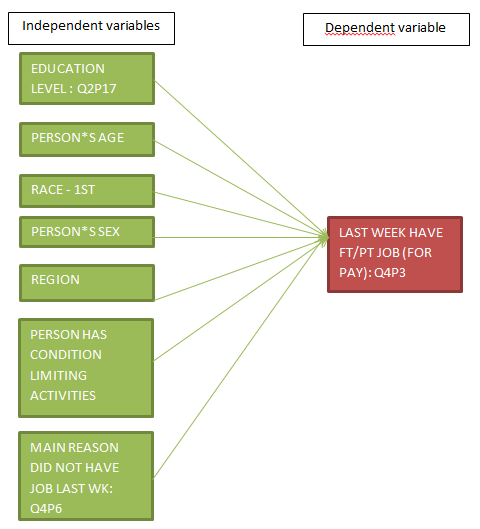 Independent variables
Dependent variable
EDUCATION
LEVEL : Q2P17
PERSON*S AGE
RACE - 1ST
PERSON*S SEX
REGION
PERSON HAS
CONDITION
LIMITING
ACTIVITIES
MAIN REASON
DID NOT HAVE
JOB LAST WK:
Q4P6
LAST WEEK HAVE
FT/PT JOB (FOR
PAY): Q4P3